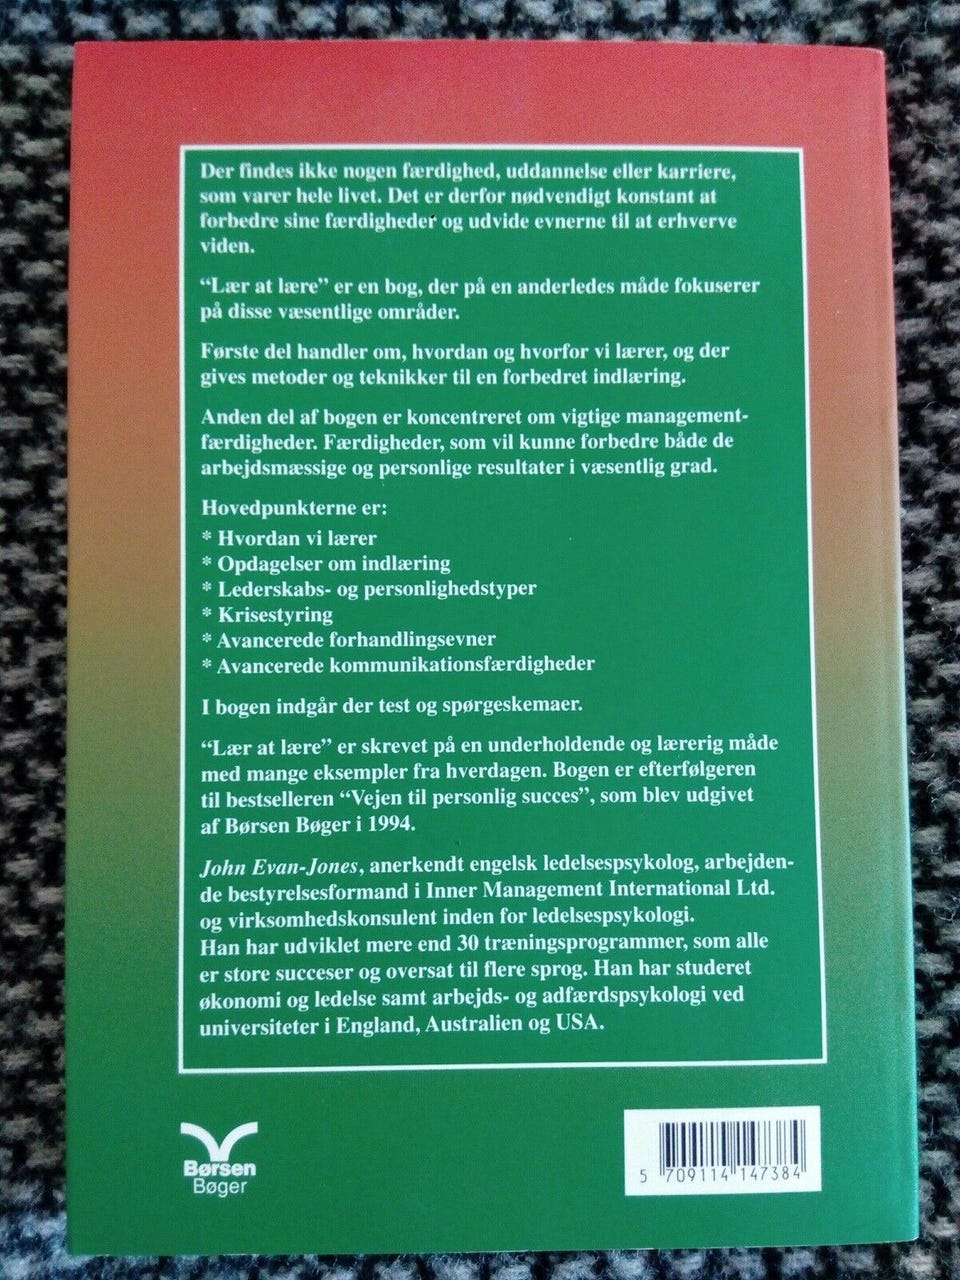 Der findes ikke nogen færdighed, uddannelse eller karriere,
som varer hele livet. Det er derfor nødvendigt konstant at
forbedre sine færdigheder og udvide evnerne til at erhverve
viden.
“Lær at lære” er en bog, der på en anderledes måde fokuserer
på disse væsentlige områder.
Første del handler om, hvordan og hvorfor vi lærer, og der
gives metoder og teknikker til en forbedret indlæring.
Anden del af bogen er koncentreret om vigtige management-
færdigheder. Færdigheder, som vil kunne forbedre både de
arbejdsmæssige og personlige resultater i væsentlig grad.
Hovedpunkterne er:
* Hvordan vi lærer
* Opdagelser om indlæring
* Lederskabs- og personlighedstyper
* Krisestyring
* Avancerede forhandlingsevner
* Avancerede kommunikationsfærdigheder
I bogen indgår der test og spørgeskemaer.
“Lær at lære” er skrevet på en underholdende og lærerig måde
med mange eksempler fra hverdagen. Bogen er efterfølgeren
til bestselleren “Vejen til personlig succes”, som blev udgivet
af Børsen Bøger i 1994.
John Evan-Jones, anerkendt engelsk ledelsespsykolog, arbejden-
de bestyrelsesformand i Inner Management International Ltd.
og virksomhedskonsulent inden for ledelsespsykologi.
Han har udviklet mere end 30 træningsprogrammer, som alle
er store succeser og oversat til flere sprog. Han har studeret
økonomi og ledelse samt arbejds- og adfærdspsykologi ved
universiteter i England, Australien og USA.
Børsen
Bøger
5 709114 147384